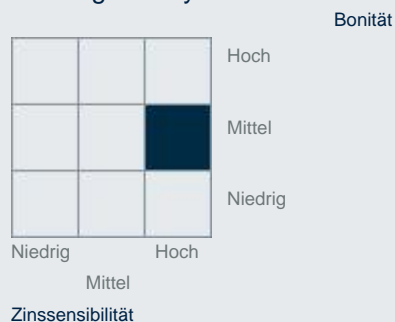 Bonität
Hoch
Mittel
Niedrig
Niedrig
Hoch
Mittel
Zinssensibilität